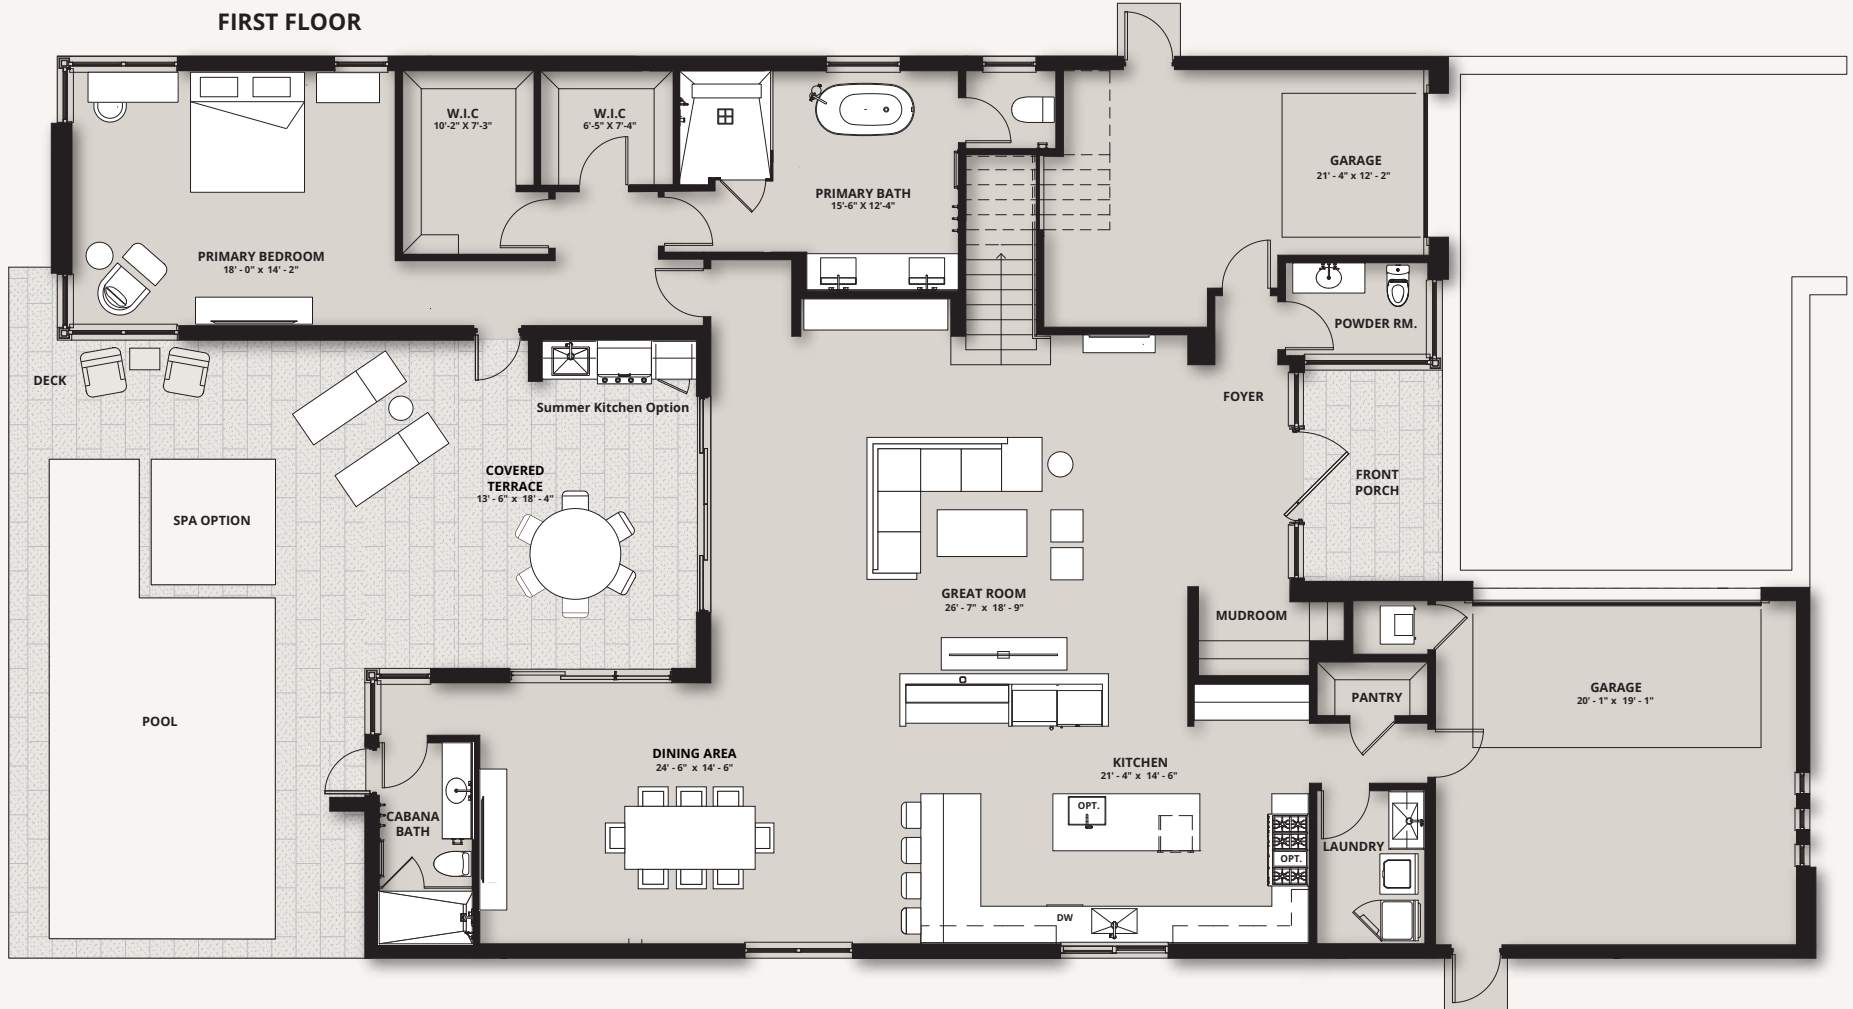 FIRST FLOOR
W.I.C
10'-2" X 7'-3"
W.I.C
6'-5" X 7'-4"
PRIMARY BATH
15'-6" X 12'-4"
GARAGE
21' - 4" x 12' - 2"
PRIMARY BEDROOM
18' - 0" x 14' - 2"
POWDER RM.
DECK
Summer Kitchen Option
FOYER
COVERED
TERRACE
13' - 6" x 18' - 4"
FRONT
PORCH
SPA OPTION
GREAT ROOM
26' - 7" x 18' - 9"
MUDROOM
PANTRY
GARAGE
20' - 1" x 19' - 1"
POOL
DINING AREA
24' - 6" x 14' - 6"
KITCHEN
21' - 4" x 14' - 6"
OPT.
CABANA
BATH
LAUNDRY
OPT.
DW